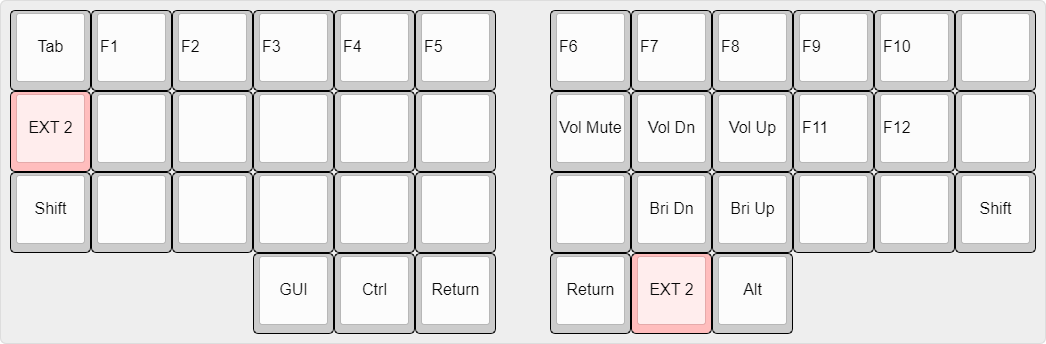 Tab F1 F2 F3 F4 F5 F6 F7 F8 F9 F10
EXT 2 Vol Mute Vol Dn Vol Up F11 F12
Shift Bri Dn Bri Up Shift
GUI Ctrl Return Return EXT 2 Alt